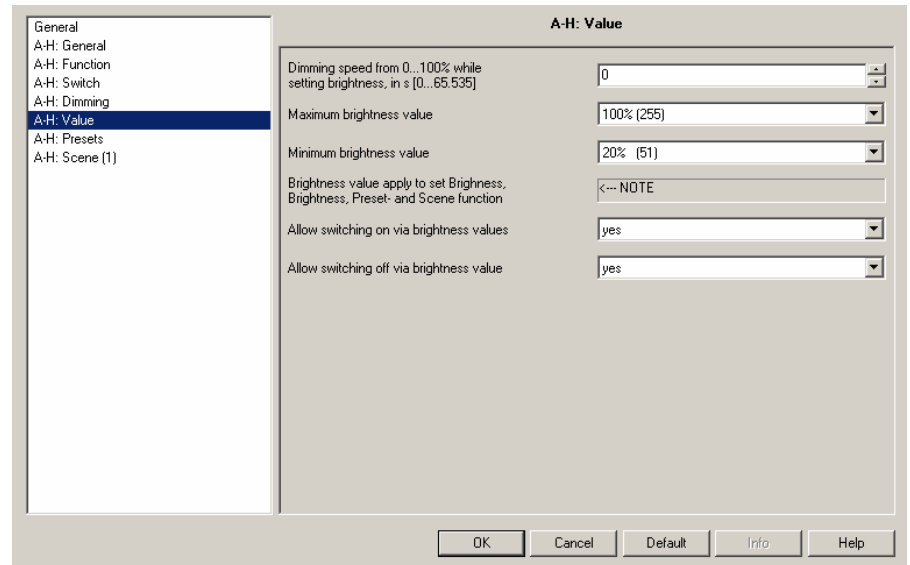 General
A-H: General
A-H: Function
A-H: Switch
A-H: Dimming
A-H: Value
A-H: Presets
A-H: Scene (1)
A-H: Value
Dimming speed from 0...100% while
setting brightness, in s [0...65.535]
0
Maximum brightness value
100% (255)
Minimum brightness value
20% (51)
Brightness value apply to set Brighness,
Brightness, Preset- and Scene function
<--- NOTE
Allow switching on via brightness values
yes
Allow switching off via brightness value
yes
OK
Cancel
Default
Info
Help